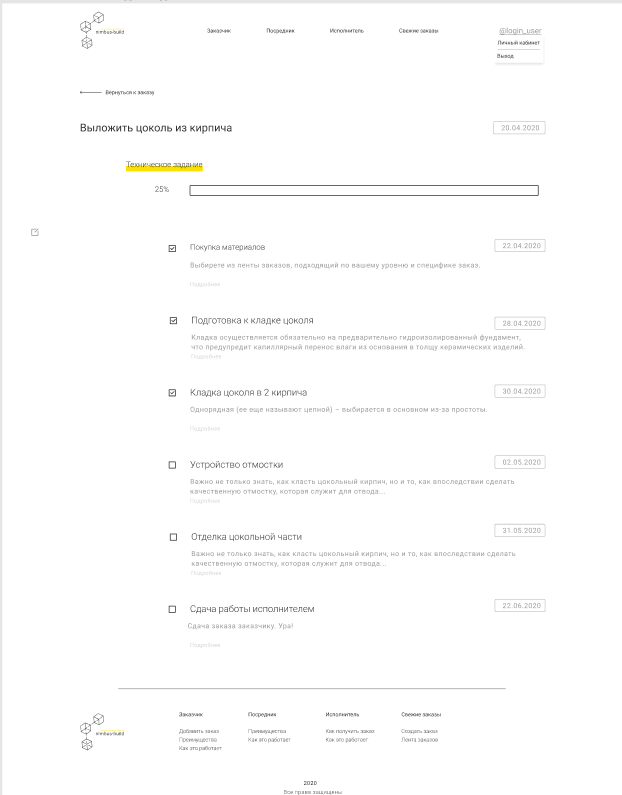 nimbus-build
Заказчик
Посредник
Исполнитель
Свежие заказы
@login_user
Личный кабинет
Выход
Вернуться к заказу
Выложить цоколь из кирпича
20.04.2020
Техническое задание
25%
Покупка материалов
22.04.2020
Выбирете из ленты заказов, подходящий по вашему уровню и специфике заказ.
Подробнее
Подготовка к кладке цоколя
28.04.2020
Кладка осуществляется обязательно на предварительно гидроизолированный фундамент,
что предупредит капиллярный перенос влаги из основания в толщу керамических изделий.
Подробнее
Кладка цоколя в 2 кирпича
30.04.2020
Однорядная (ее еще называют цепной) – выбирается в основном из-за простоты.
Подробнее
Устройство отмостки
02.05.2020
Важно не только знать, как класть цокольный кирпич, но и то, как впоследствии сделать
качественную отмостку, которая служит для отвода...
Подробнее
Отделка цокольной части
31.05.2020
Важно не только знать, как класть цокольный кирпич, но и то, как впоследствии сделать
качественную отмостку, которая служит для отвода...
Подробнее
Сдача работы исполнителем
22.06.2020
Сдача заказа заказчику. Ура!
Подробнее
nimbus-build
Заказчик
Добавить заказ
Преимущества
Как это работает
Посредник
Преимущества
Как это работает
Исполнитель
Как получить заказ
Как это работает
Свежие заказы
Создать заказ
Лента заказов
2020
Все права защищены